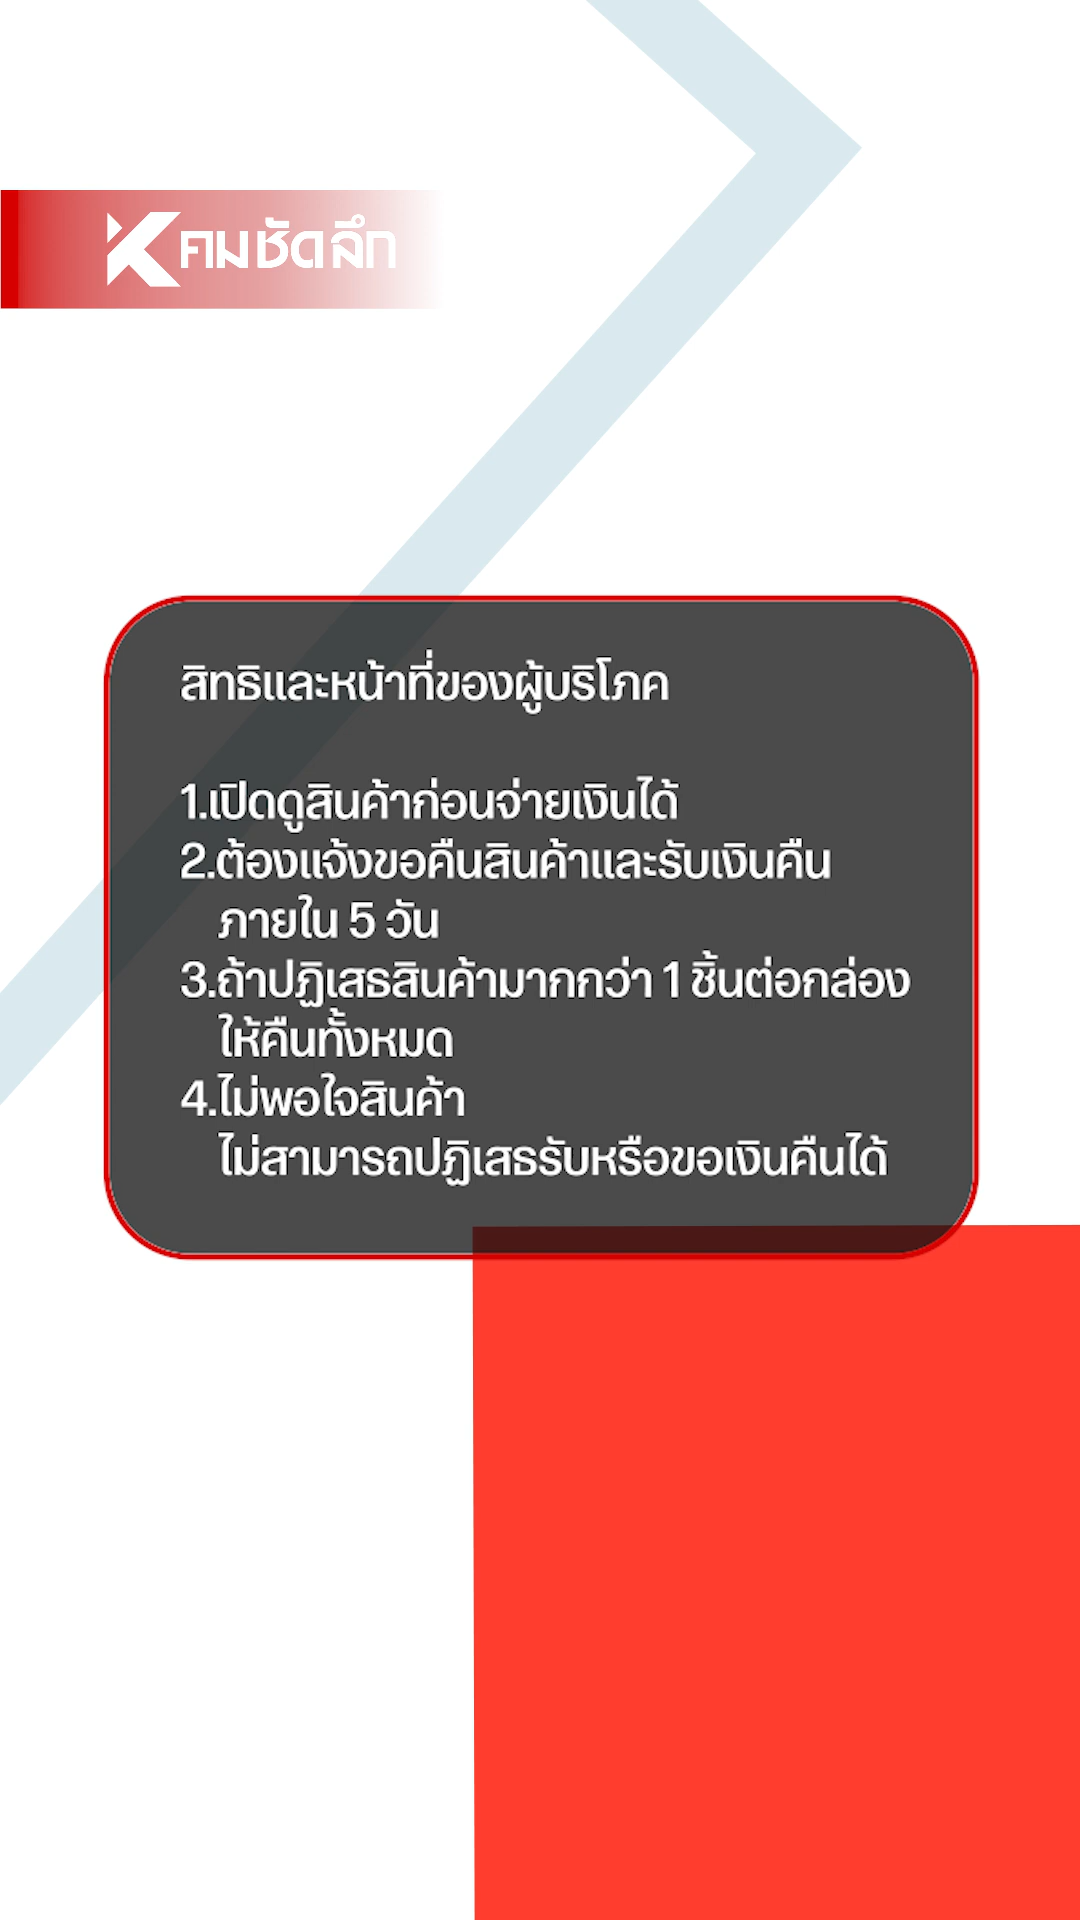 คมชัดลึก
สิทธิและหน้าที่ของผู้บริโภค
1.เปิดดูสินค้าก่อนจ่ายเงินได้
2.ต้องแจ้งขอคืนสินค้าและรับเงินคืน
ภายใน 5 วัน
3.ถ้าปฏิเสธสินค้ามากกว่า 1 ชิ้นต่อกล่อง
ให้คืนทั้งหมด
4.ไม่พอใจสินค้า
ไม่สามารถปฏิเสธรับหรือขอเงินคืนได้